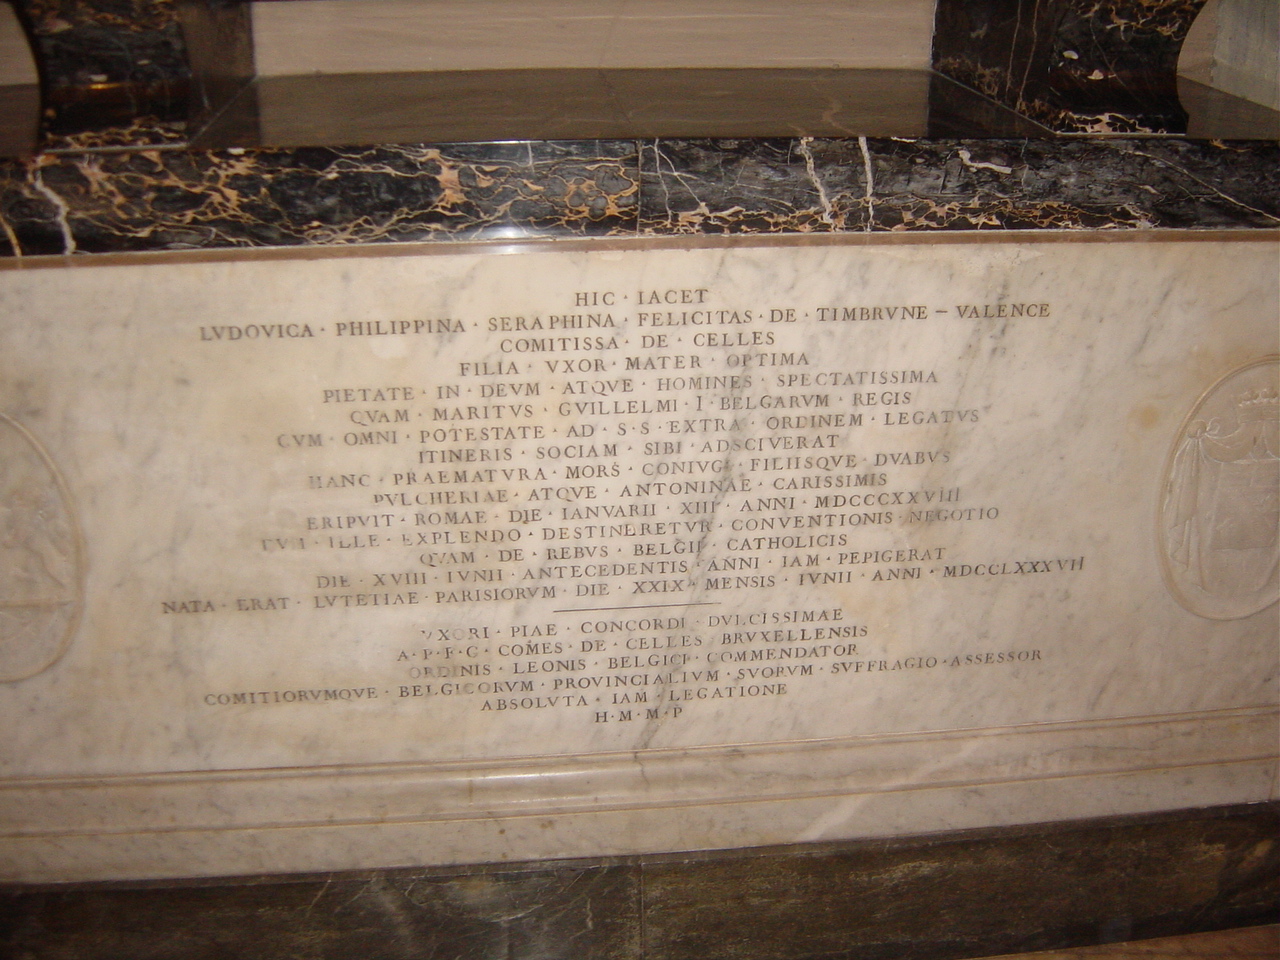 HIC · IACET
LVDOVICA · PHILIPPINA · SERAPHINA · FELICITAS · DE · TIMBRVNE – VALENCE
COMITISSA · DE · CELLES
FILIA · VXOR · MATER · OPTIMA
PIETATE · IN · DEVM · ATQVE · HOMINES · SPECTATISSIMA
QVAM · MARITVS · GVILLELMI · I · BELGARVM · REGIS
CVM · OMNI · POTESTATE · AD · S · S · EXTRA · ORDINEM · LEGATVS
ITINERIS · SOCIAM · SIBI · ADSCIVERAT
HANC · PRAEMATVRA · MORS · CONIVGI · FILIISQVE · DVABVS
PVLCHERIAE · ATQVE · ANTONINAE · CARISSIMIS
ERIPVIT · ROMAE · DIE · IANVARII · XIII · ANNI · MDCCCXXVIII
ILLE · EXPLENDO · DESTINERETVR · CONVENTIONIS · NEGOTIO
QVAM · DE · REBVS · BELGII · CATHOLICIS
DIE · XVIII · IVNII · ANTECEDENTIS · ANNI · IAM · PEPIGERAT
NATA · ERAT · LVTETIAE · PARISIORVM · DIE · XXIX · MENSIS · IVNII · ANNI · MDCCLXXXVII
VXORI · PIAE · CONCORDI · DVLCISSIMAE
A · P · F · C · COMES · DE · CELLES · BRVXELLENSIS
ORDINIS · LEONIS · BELGICI · COMMENDATOR
COMITIORVMQVE · BELGICORVM · PROVINCIALIVM · SVORVM · SVFFRAGIO · ASSESSOR
ABSOLVTA · IAM · LEGATIONE
H · M · M · P